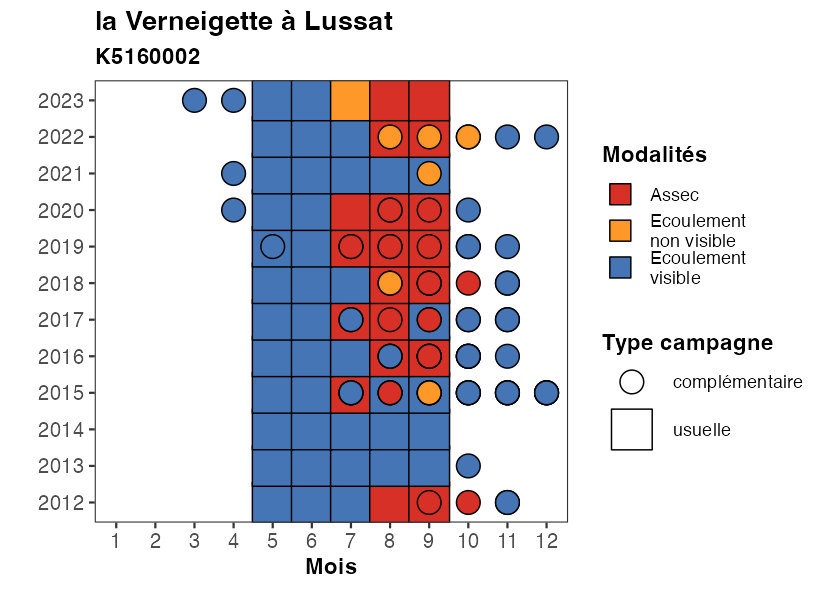 la Verneigette à Lussat
K5160002
2023
2022
2021
2020
2019
2018
2017
2016
2015
2014
2013
2012
1 2 3 4 5 6 7 8 9 10 11 12
Mois
Modalités
Assec
Ecoulement
non visible
Ecoulement
visible
Type campagne
complémentaire
usuelle